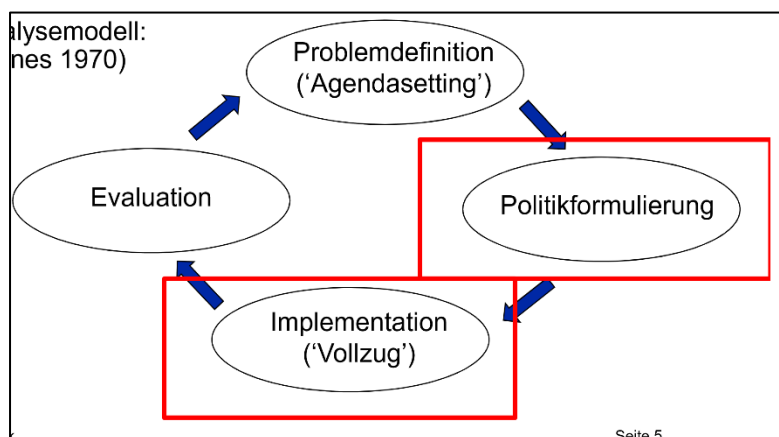 alysemodell:
nes 1970)
Problemdefinition
(‘Agendasetting’)
Evaluation
Politikformulierung
Implementation
(‘Vollzug’)
Seite 5